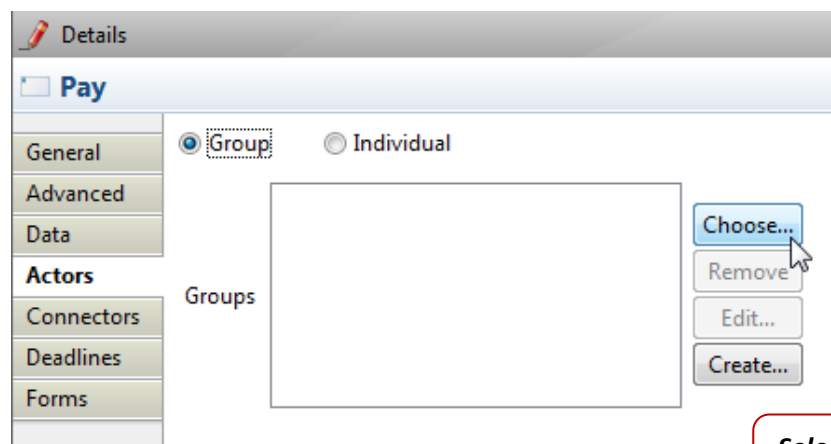 Details
Pay
General
Advanced
Data
Actors
Connectors
Deadlines
Forms
Group Individual
Groups
Choose...
Remove
Edit...
Create...